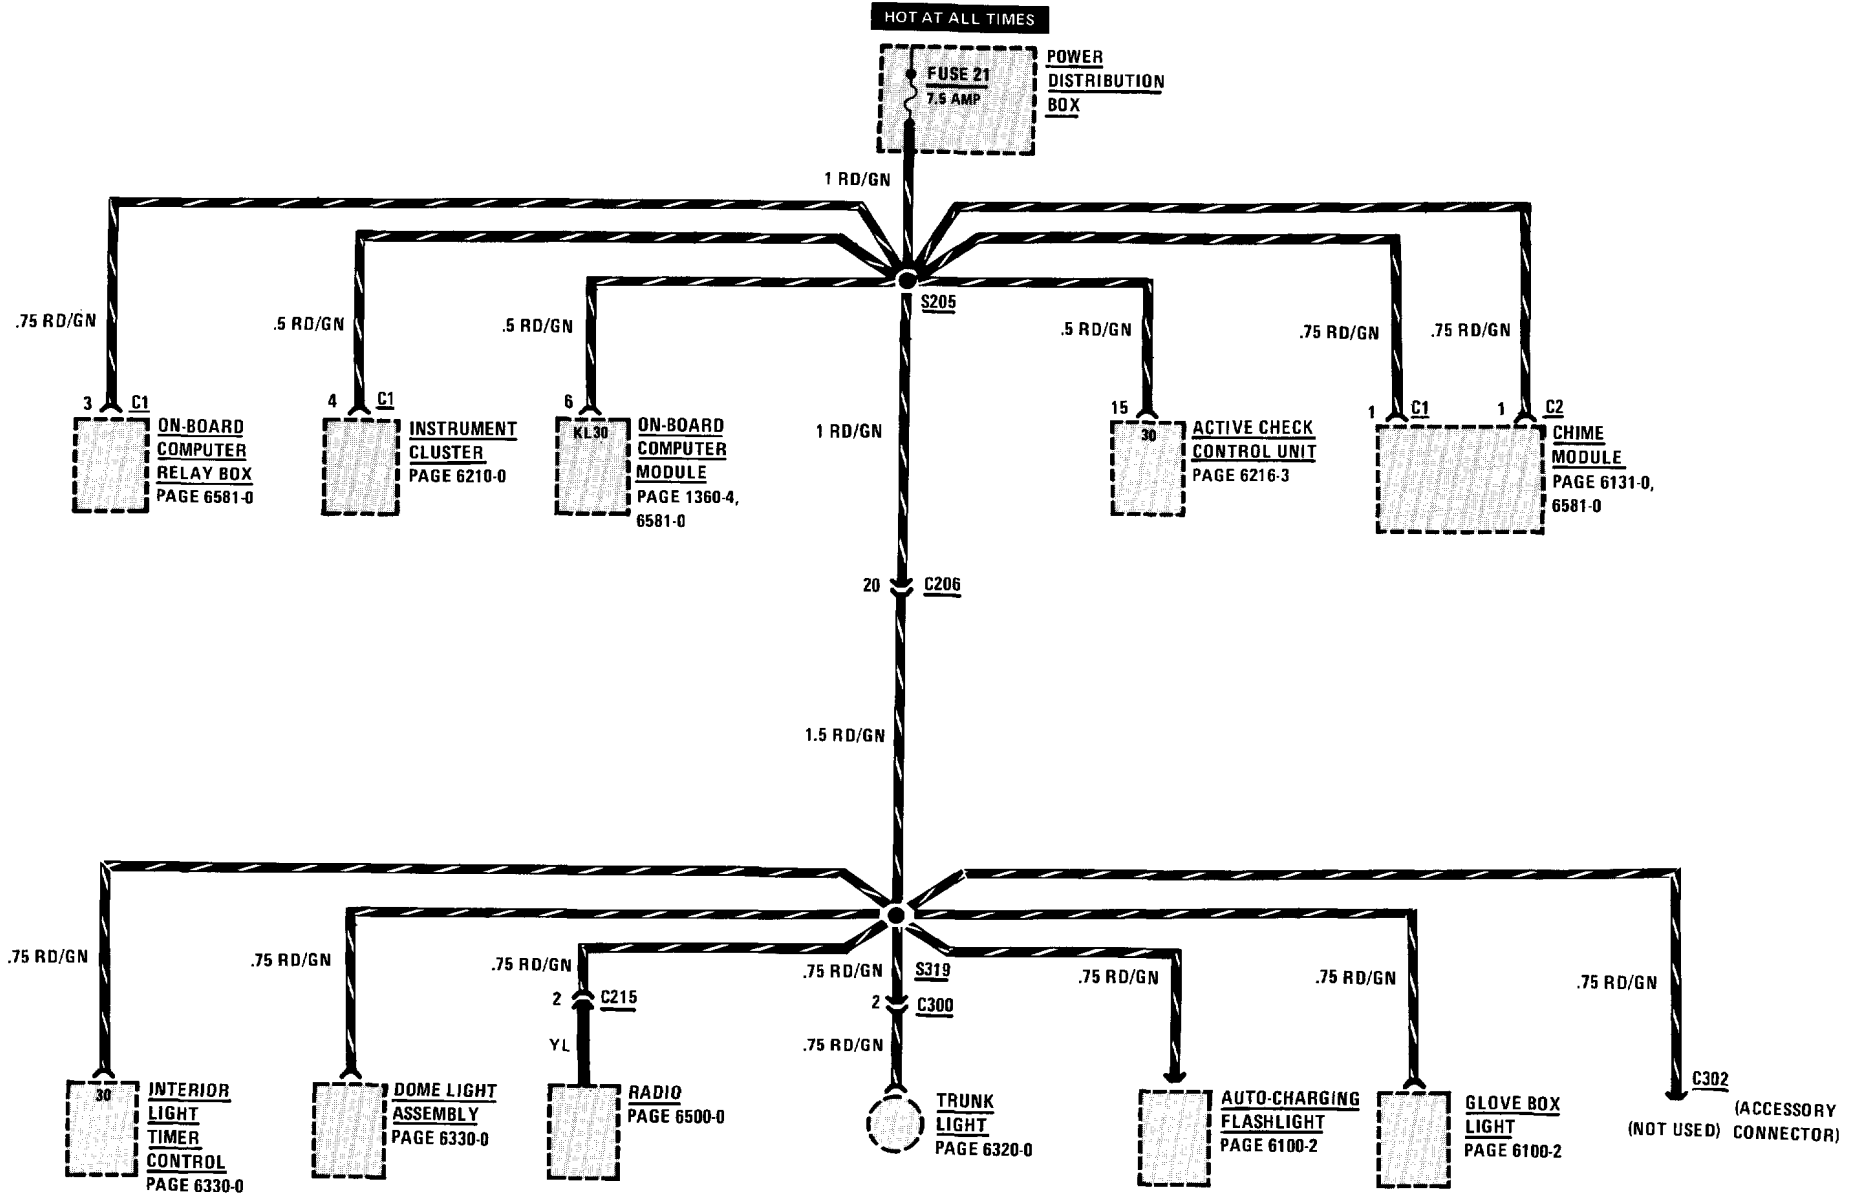 HOT AT ALL TIMES
FUSE 21
7.5 AMP
POWER
DISTRIBUTION
BOX
1 RD/GN
S205
.75 RD/GN
.5 RD/GN
.5 RD/GN
.5 RD/GN
.75 RD/GN
.75 RD/GN
3 C1
ON-BOARD
COMPUTER
RELAY BOX
PAGE 6581-0
4 C1
INSTRUMENT
CLUSTER
PAGE 6210-0
6
KL30
ON-BOARD
COMPUTER
MODULE
PAGE 1360-4,
6581-0
1 RD/GN
15
30
ACTIVE CHECK
CONTROL UNIT
PAGE 6216-3
1 C1
1 C2
CHIME
MODULE
PAGE 6131-0,
6581-0
20 C206
1.5 RD/GN
S319
.75 RD/GN
.75 RD/GN
.75 RD/GN
.75 RD/GN
.75 RD/GN
.75 RD/GN
.75 RD/GN
2 C215
YL
2 C300
.75 RD/GN
30
INTERIOR
LIGHT
TIMER
CONTROL
PAGE 6330-0
DOME LIGHT
ASSEMBLY
PAGE 6330-0
RADIO
PAGE 6500-0
TRUNK
LIGHT
PAGE 6320-0
AUTO-CHARGING
FLASHLIGHT
PAGE 6100-2
GLOVE BOX
LIGHT
PAGE 6100-2
C302
(ACCESSORY
(NOT USED) CONNECTOR)